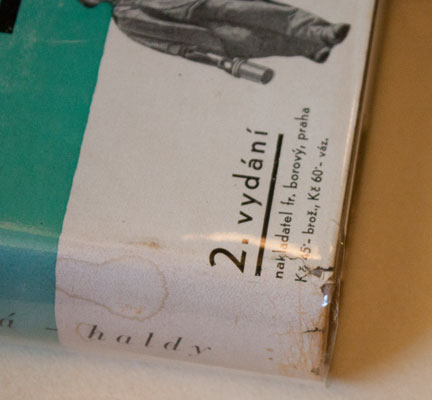 2. vydání
nakladatel fr. borový, praha
Kč 45·- brož., Kč 60·- váz.
á - haldy